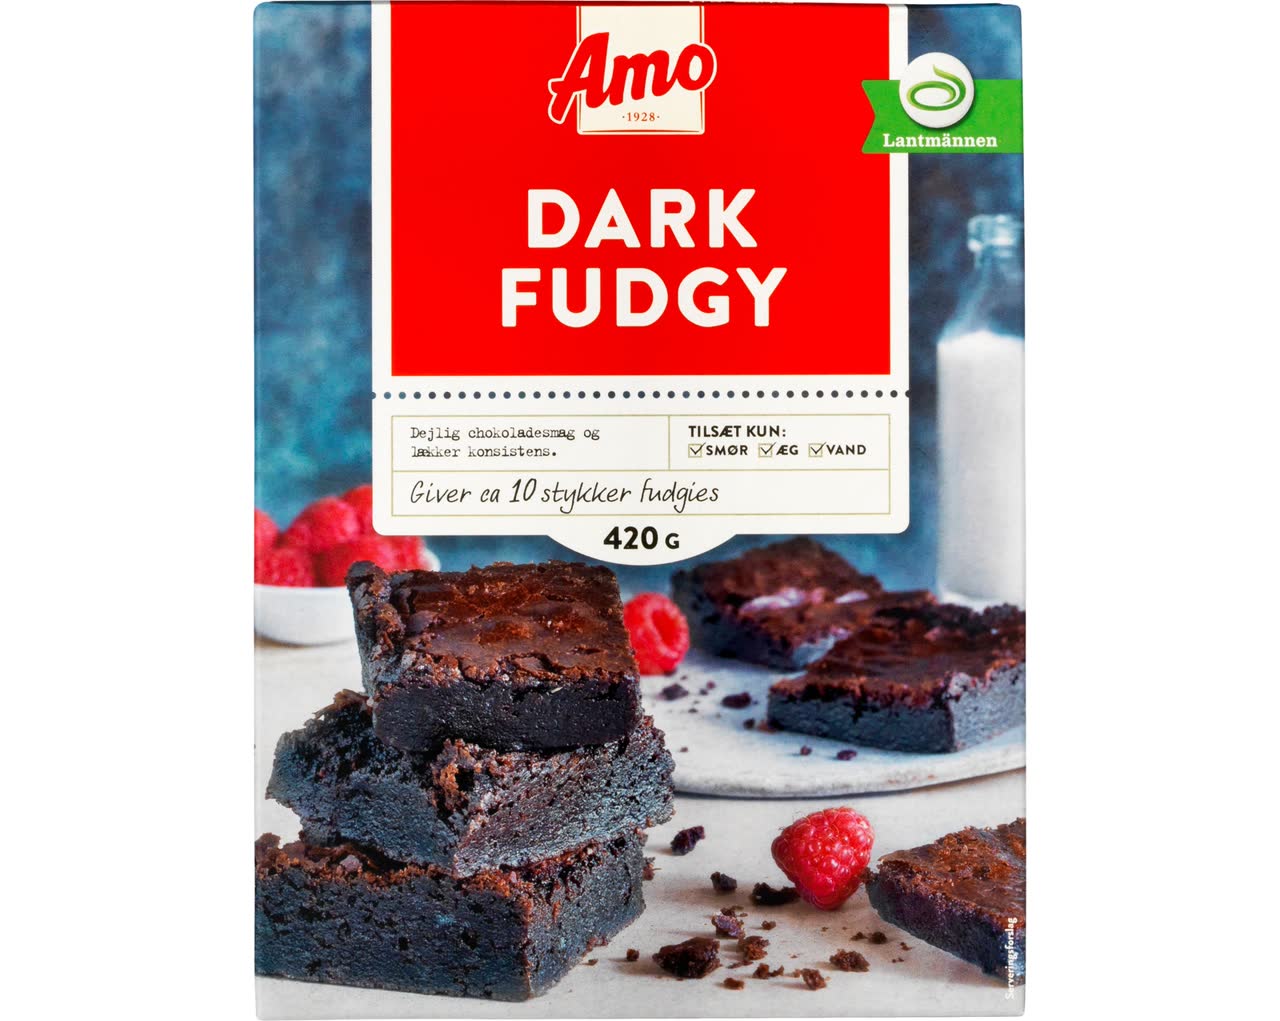 Amo
·1928·
Lantmännen
DARK
FUDGY
Dejlig chokoladesmag og
lækker konsistens.
TILSÆT KUN:
SMØR ÆG VAND
Giver ca 10 stykker fudgies
420 G
Serveringsforslag